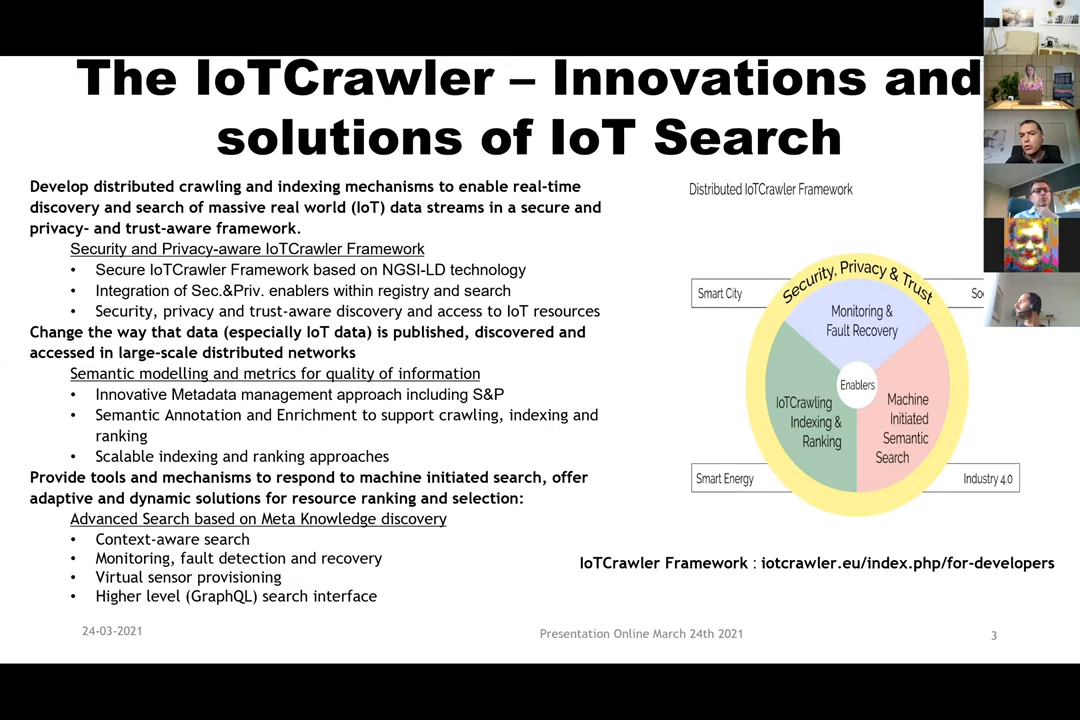 The IoTCrawler – Innovations and
solutions of IoT Search
Develop distributed crawling and indexing mechanisms to enable real-time
discovery and search of massive real world (IoT) data streams in a secure and
privacy- and trust-aware framework.
Security and Privacy-aware IoTCrawler Framework
• Secure IoTCrawler Framework based on NGSI-LD technology
• Integration of Sec.&Priv. enablers within registry and search
• Security, privacy and trust-aware discovery and access to IoT resources
Change the way that data (especially IoT data) is published, discovered and
accessed in large-scale distributed networks
Semantic modelling and metrics for quality of information
• Innovative Metadata management approach including S&P
• Semantic Annotation and Enrichment to support crawling, indexing and
ranking
• Scalable indexing and ranking approaches
Provide tools and mechanisms to respond to machine initiated search, offer
adaptive and dynamic solutions for resource ranking and selection:
Advanced Search based on Meta Knowledge discovery
• Context-aware search
• Monitoring, fault detection and recovery
• Virtual sensor provisioning
• Higher level (GraphQL) search interface
Distributed IoTCrawler Framework
Smart City
Security, Privacy & Trust
Monitoring &
Fault Recovery
Enablers
IoTCrawling
Indexing &
Ranking
Machine
Initiated
Semantic
Search
Smart Energy
Industry 4.0
IoTCrawler Framework : iotcrawler.eu/index.php/for-developers
24-03-2021
Presentation Online March 24th 2021
3